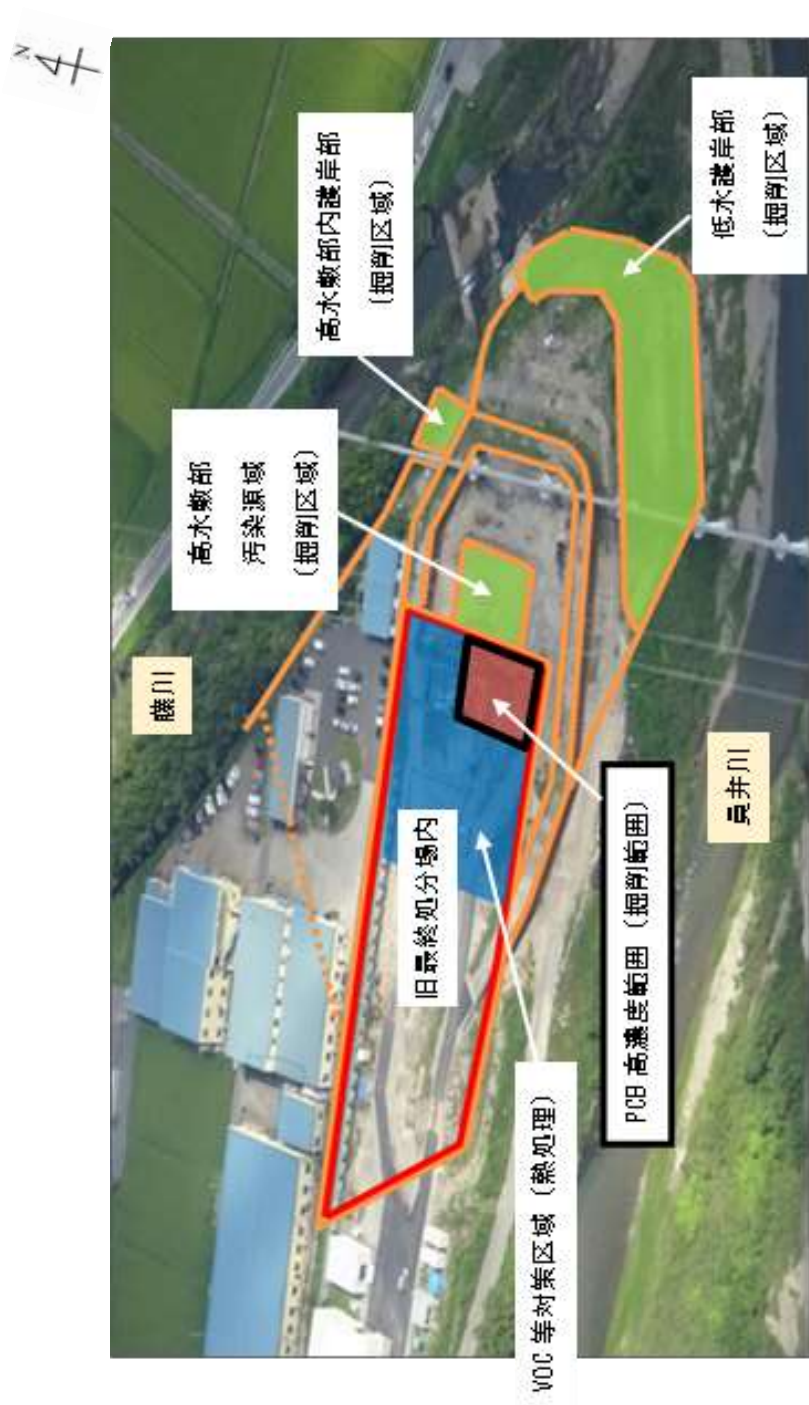 N
藤川
高水敷部
汚染源域
（掘削区域）
高水敷部内護岸部
（掘削区域）
旧最終処分場内
VOC 等対策区域（熱処理）
PCB 高濃度範囲（掘削範囲）
低水護岸部
（掘削区域）
員弁川